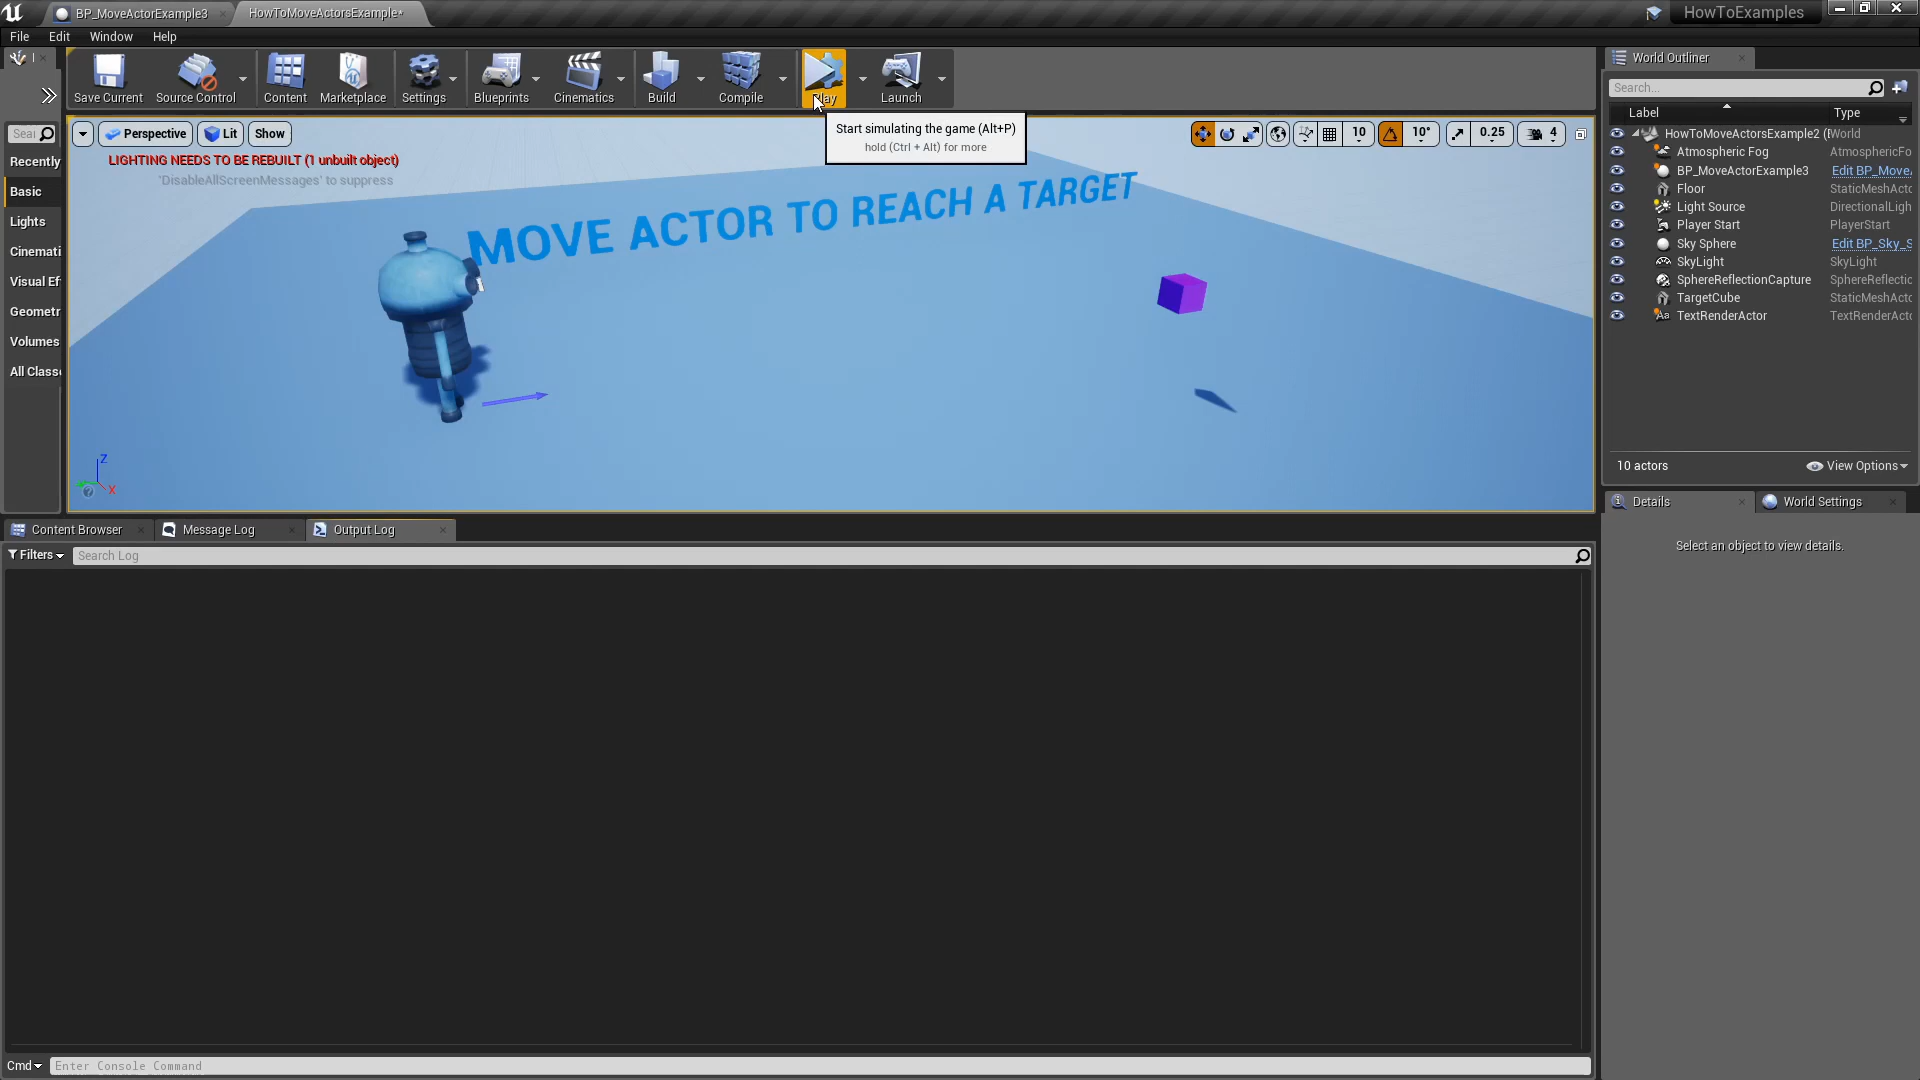 BP_MoveActorExample3
HowToMoveActorsExample*
HowToExamples
File
Edit
Window
Help
Save Current
Source Control
Content
Marketplace
Settings
Blueprints
Cinematics
Build
Compile
Play
Launch
Start simulating the game (Alt+P)
hold (Ctrl + Alt) for more
Perspective
Lit
Show
10
10°
0.25
4
LIGHTING NEEDS TO BE REBUILT (1 unbuilt object)
'DisableAllScreenMessages' to suppress
MOVE ACTOR TO REACH A TARGET
Z
X
Sear
Recently
Basic
Lights
Cinemati
Visual Ef
Geometr
Volumes
All Classe
World Outliner
Search...
Label
Type
HowToMoveActorsExample2 (E
World
Atmospheric Fog
AtmosphericFo
BP_MoveActorExample3
Edit BP_MoveA
Floor
StaticMeshActo
Light Source
DirectionalLigh
Player Start
PlayerStart
Sky Sphere
Edit BP_Sky_S
SkyLight
SkyLight
SphereReflectionCapture
SphereReflectic
TargetCube
StaticMeshActo
TextRenderActor
TextRenderActo
10 actors
View Options
Details
World Settings
Select an object to view details.
Content Browser
Message Log
Output Log
Filters
Search Log
Cmd
Enter Console Command